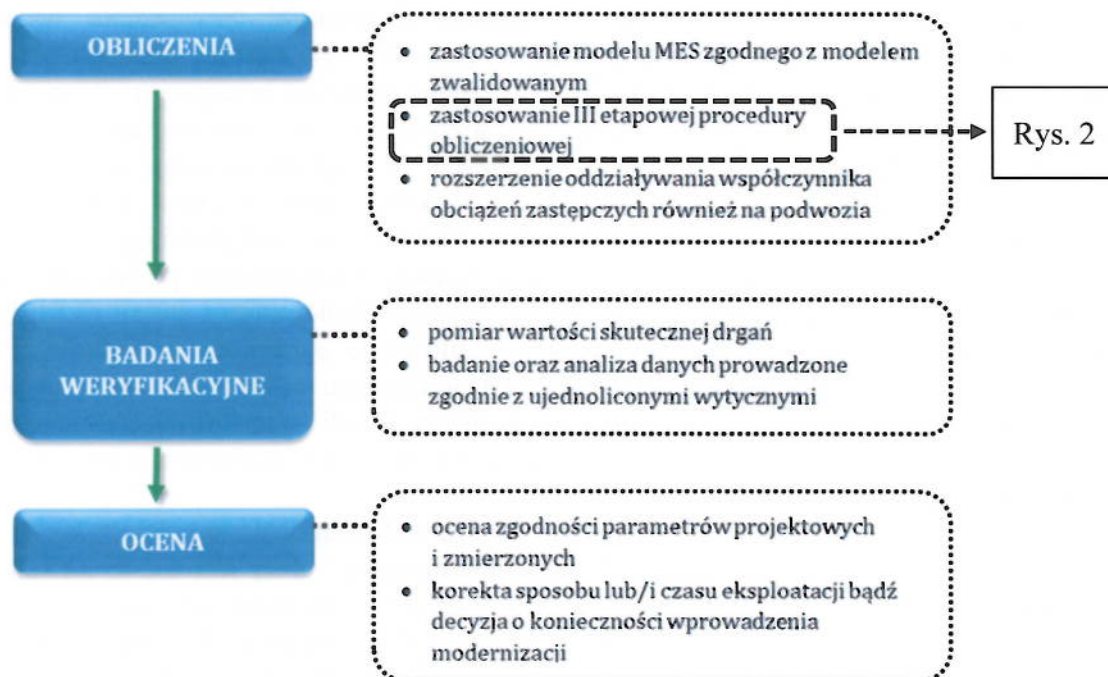 OBLICZENIA
• zastosowanie modelu MES zgodnego z modelem
zwalidowanym
• zastosowanie III etapowej procedury
obliczeniowej
• rozszerzenie oddziaływania współczynnika
obciążeń zastępczych również na podwozia
Rys. 2
BADANIA
WERYFIKACYJNE
• pomiar wartości skutecznej drgań
• badanie oraz analiza danych prowadzone
zgodnie z ujednoliconymi wytycznymi
OCENA
• ocena zgodności parametrów projektowych
i zmierzonych
• korekta sposobu lub/i czasu eksploatacji bądź
decyzja o konieczności wprowadzenia
modernizacji